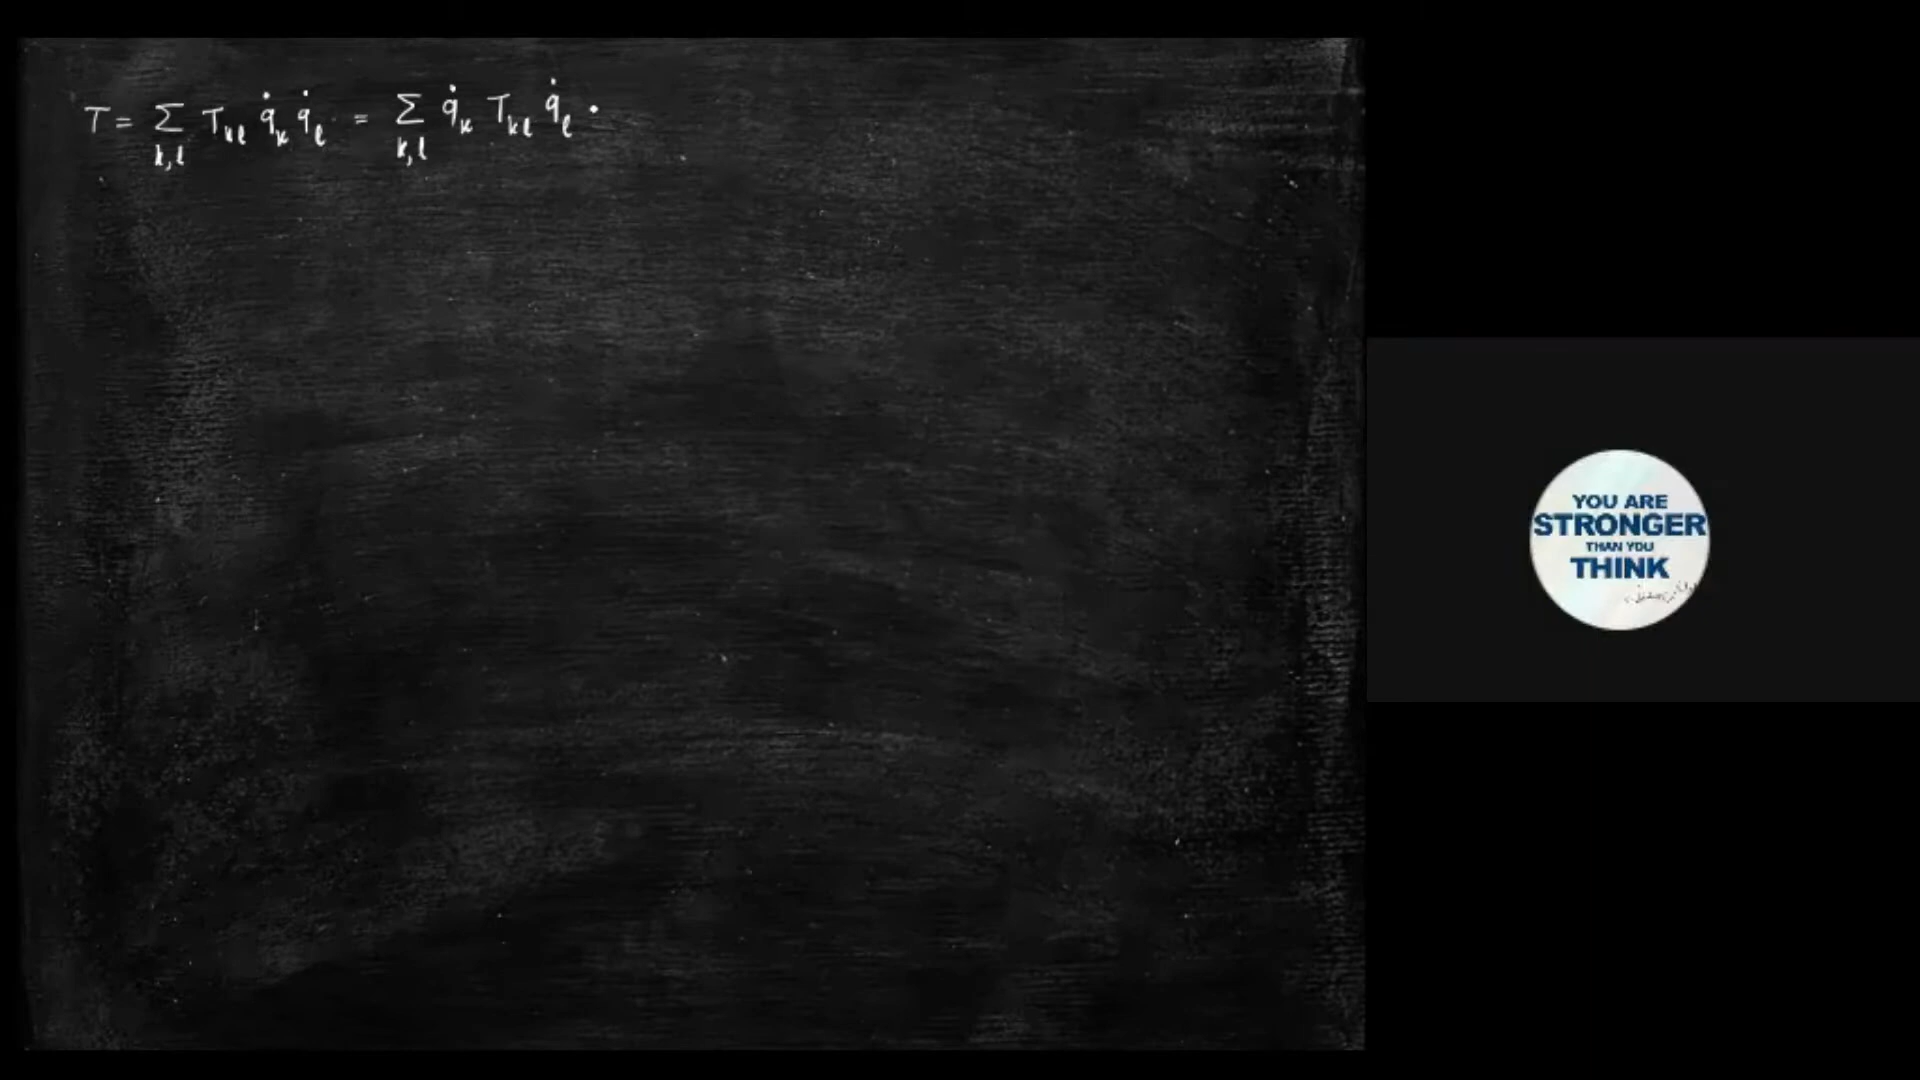 T = Σ_{k,l} T_{kl} q̇_k q̇_l = Σ_{k,l} q̇_k T_{kl} q̇_l .
YOU ARE
STRONGER
THAN YOU
THINK